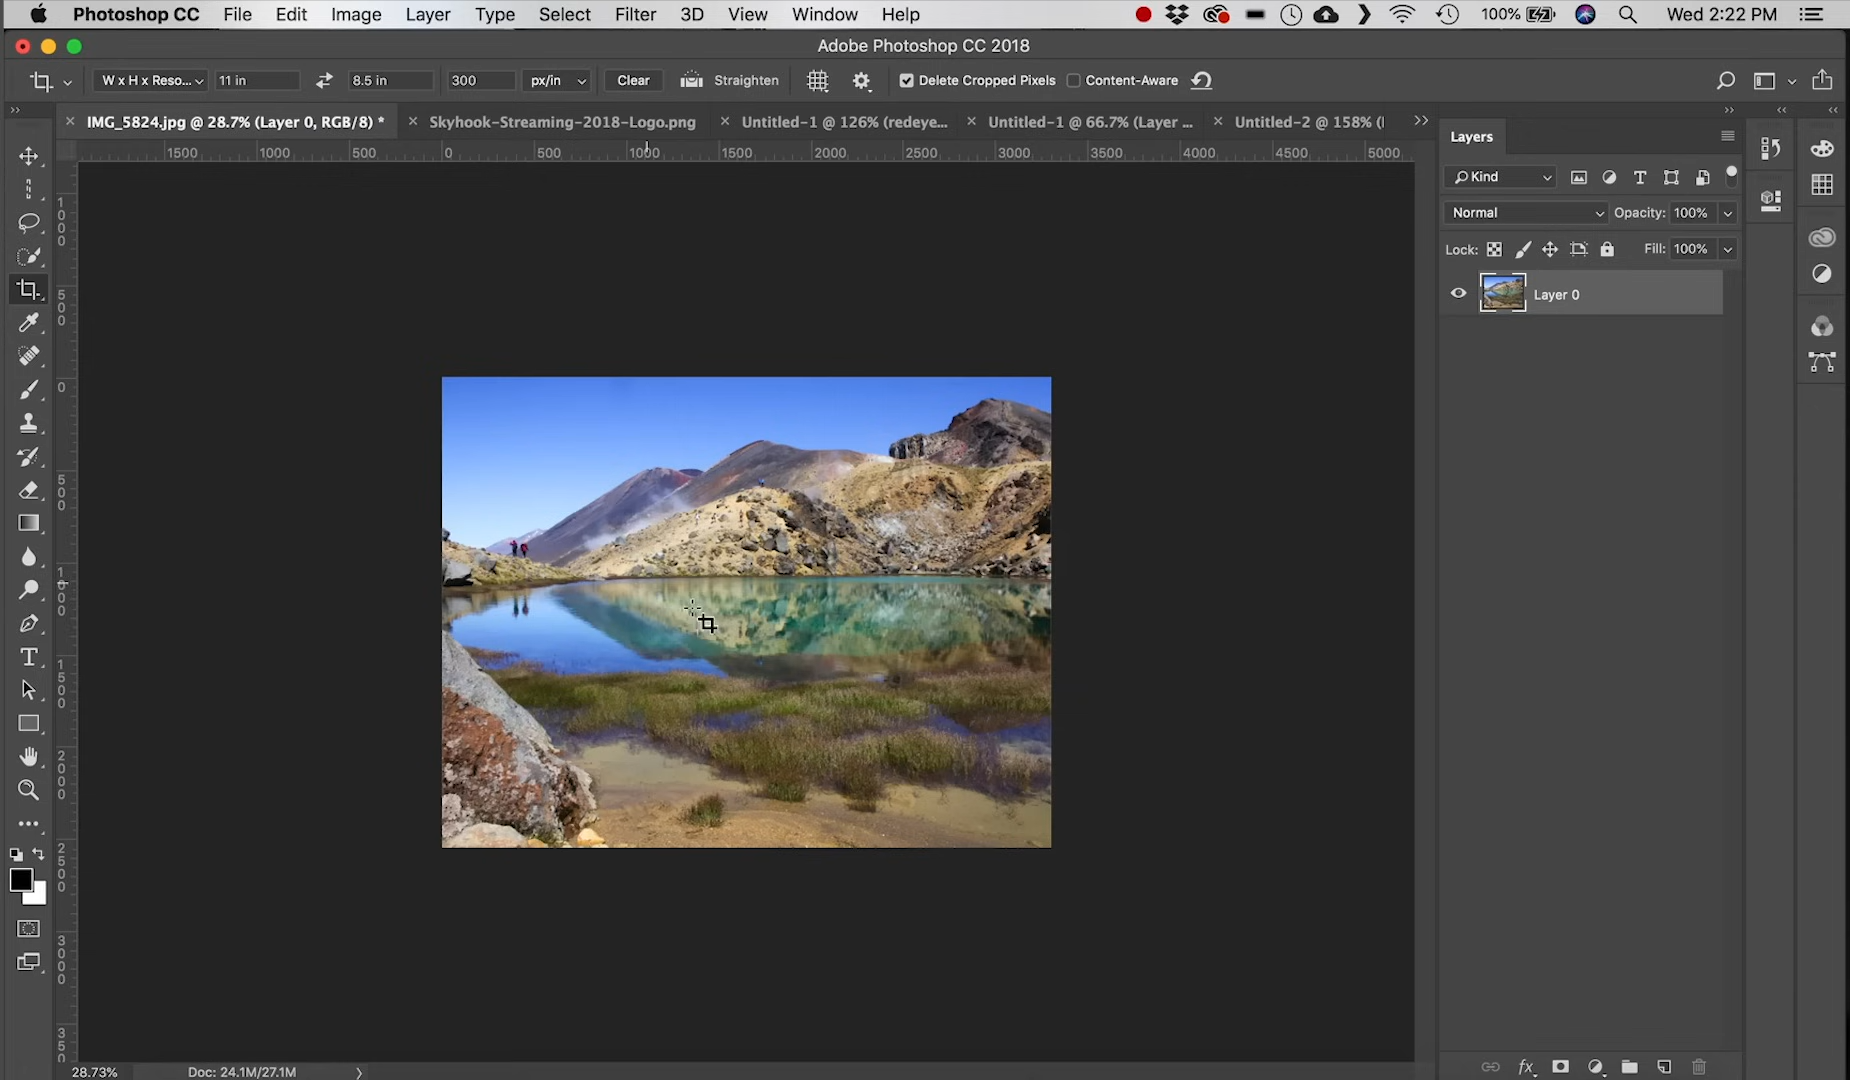 Photoshop CC File Edit Image Layer Type Select Filter 3D View Window Help 100% Wed 2:22 PM
Adobe Photoshop CC 2018
W x H x Reso... 11 in 8.5 in 300 px/in Clear Straighten Delete Cropped Pixels Content-Aware
IMG_5824.jpg @ 28.7% (Layer 0, RGB/8) * Skyhook-Streaming-2018-Logo.png Untitled-1 @ 126% (redeye... Untitled-1 @ 66.7% (Layer ... Untitled-2 @ 158% (
1500 1000 500 0 500 1000 1500 2000 2500 3000 3500 4000 4500 5000
1000
500
0
500
1000
1500
2000
2500
3000
350
Layers
Kind
Normal Opacity: 100%
Lock: Fill: 100%
Layer 0
28.73% Doc: 24.1M/27.1M